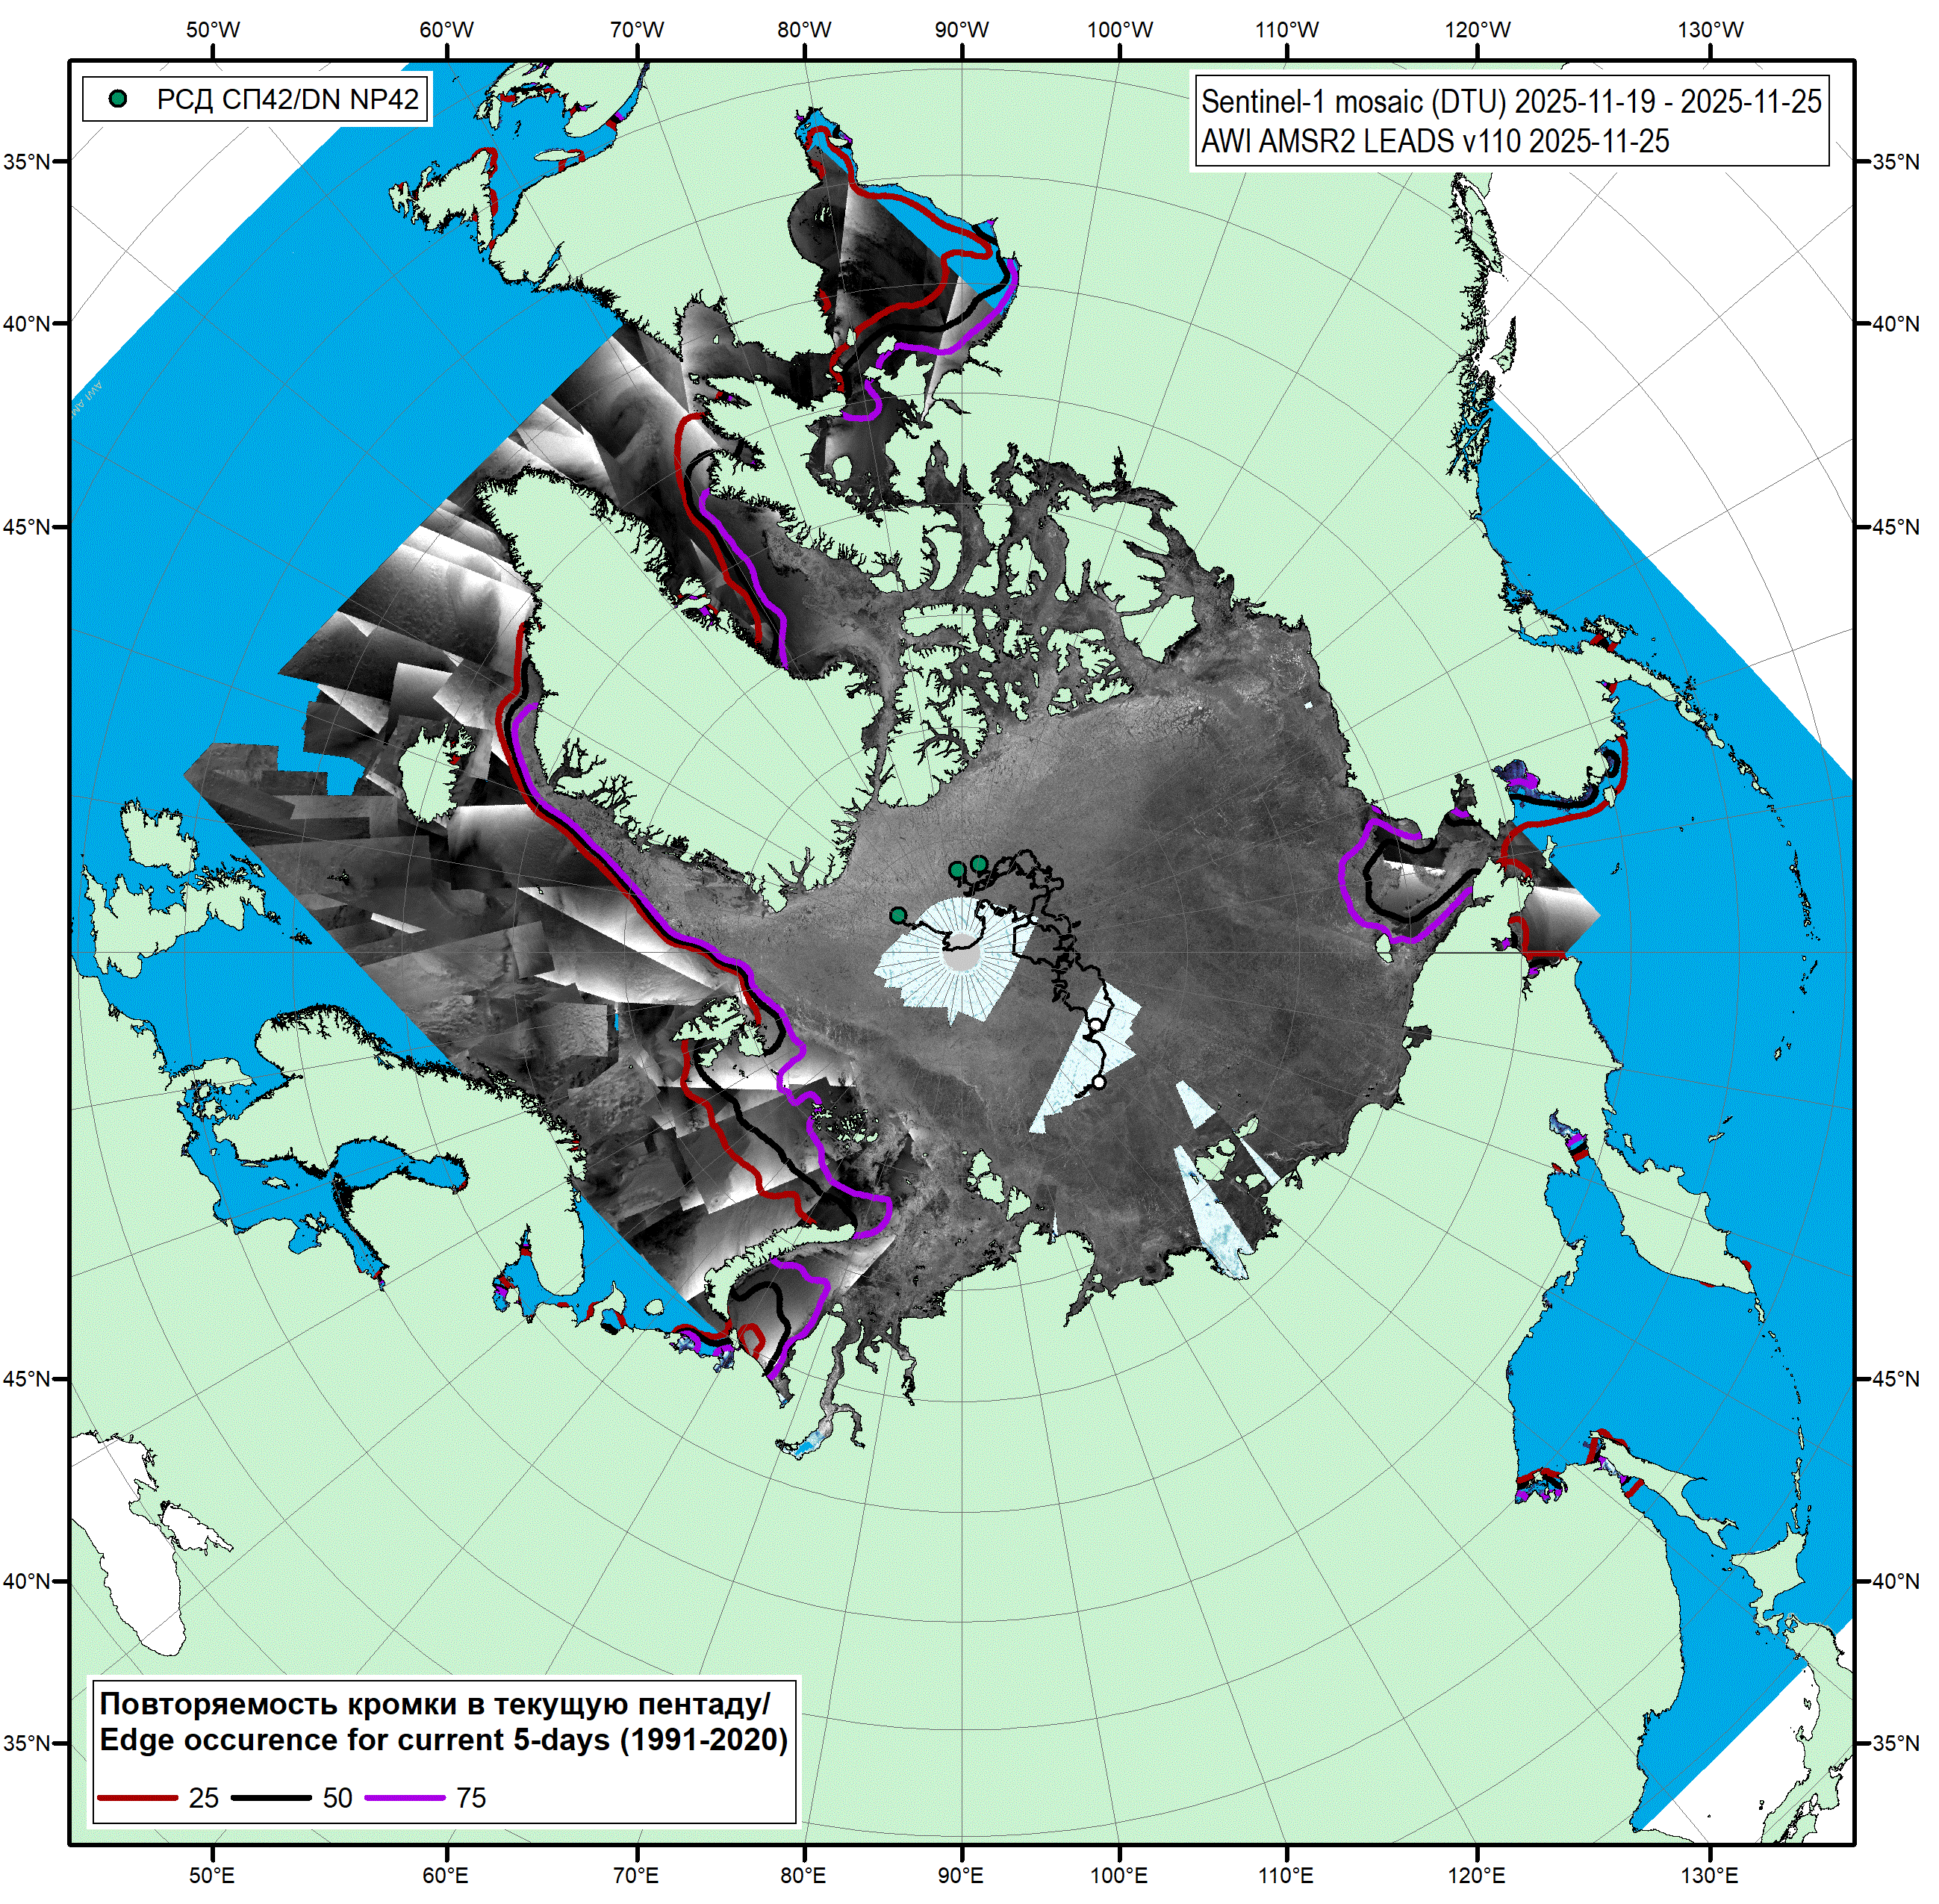 50°W 60°W 70°W 80°W 90°W 100°W 110°W 120°W 130°W
РСД СП42/DN NP42
Sentinel-1 mosaic (DTU) 2025-11-19 - 2025-11-25
AWI AMSR2 LEADS v110 2025-11-25
35°N 35°N
40°N 40°N
45°N 45°N
45°N 45°N
40°N 40°N
35°N 35°N
Повторяемость кромки в текущую пентаду/
Edge occurence for current 5-days (1991-2020)
25 50 75
50°E 60°E 70°E 80°E 90°E 100°E 110°E 120°E 130°E